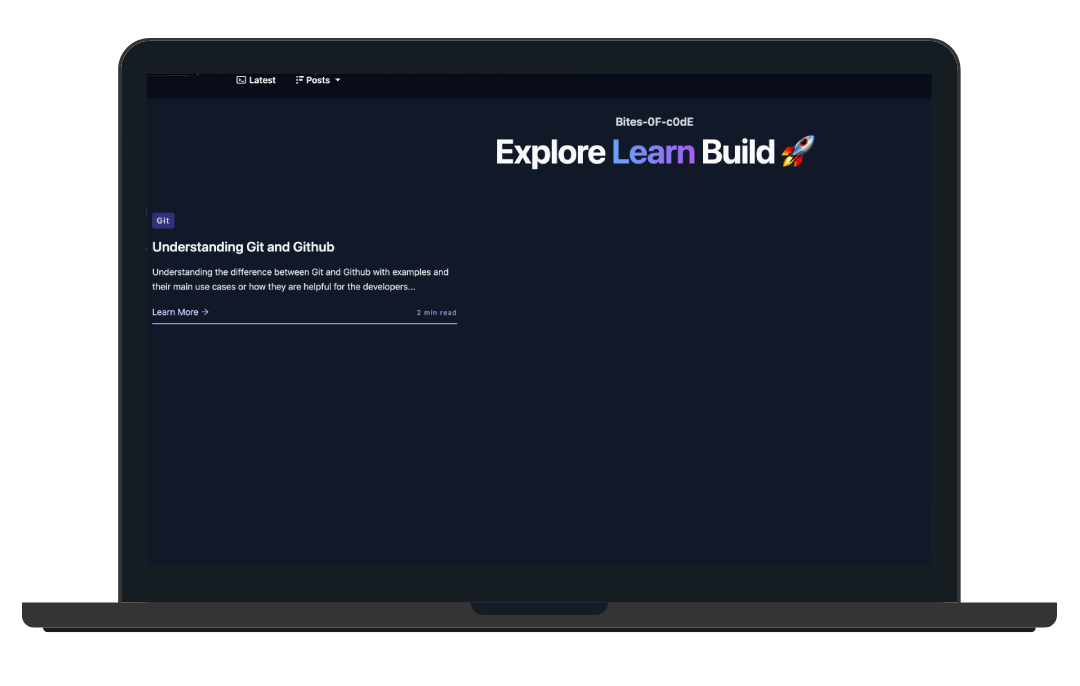 Latest Posts
Bites-0F-c0dE
Explore Learn Build 🚀
Git
Understanding Git and Github
Understanding the difference between Git and Github with examples and
their main use cases or how they are helpful for the developers...
Learn More → 2 min read